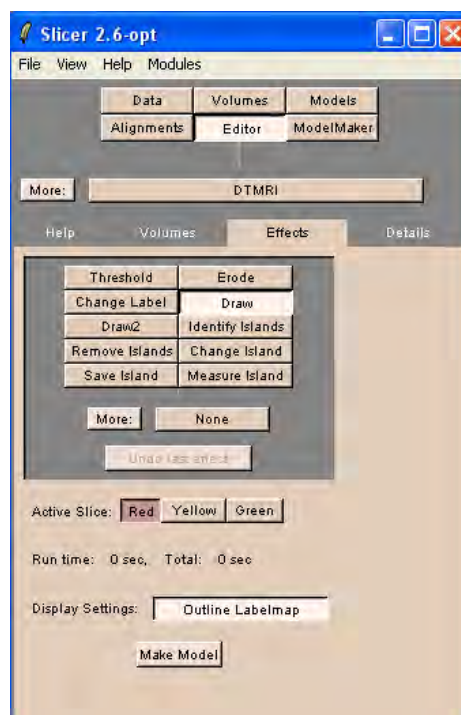 Slicer 2.6-opt
File View Help Modules
Data Volumes Models
Alignments Editor ModelMaker
More: DTMRI
Help Volumes Effects Details
Threshold Erode
Change Label Draw
Draw2 Identify Islands
Remove Islands Change Island
Save Island Measure Island
More: None
Undo last effect
Active Slice: Red Yellow Green
Run time: 0 sec, Total: 0 sec
Display Settings: Outline Labelmap
Make Model